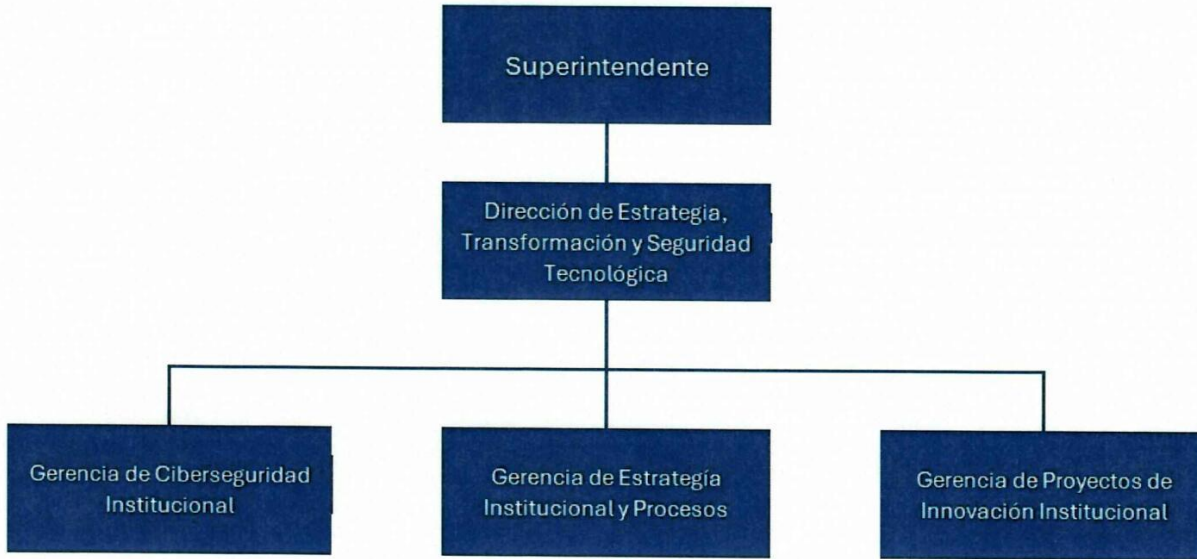 Superintendente
Dirección de Estrategia,
Transformación y Seguridad
Tecnológica
Gerencia de Ciberseguridad
Institucional
Gerencia de Estrategía
Institucional y Procesos
Gerencia de Proyectos de
Innovación Institucional